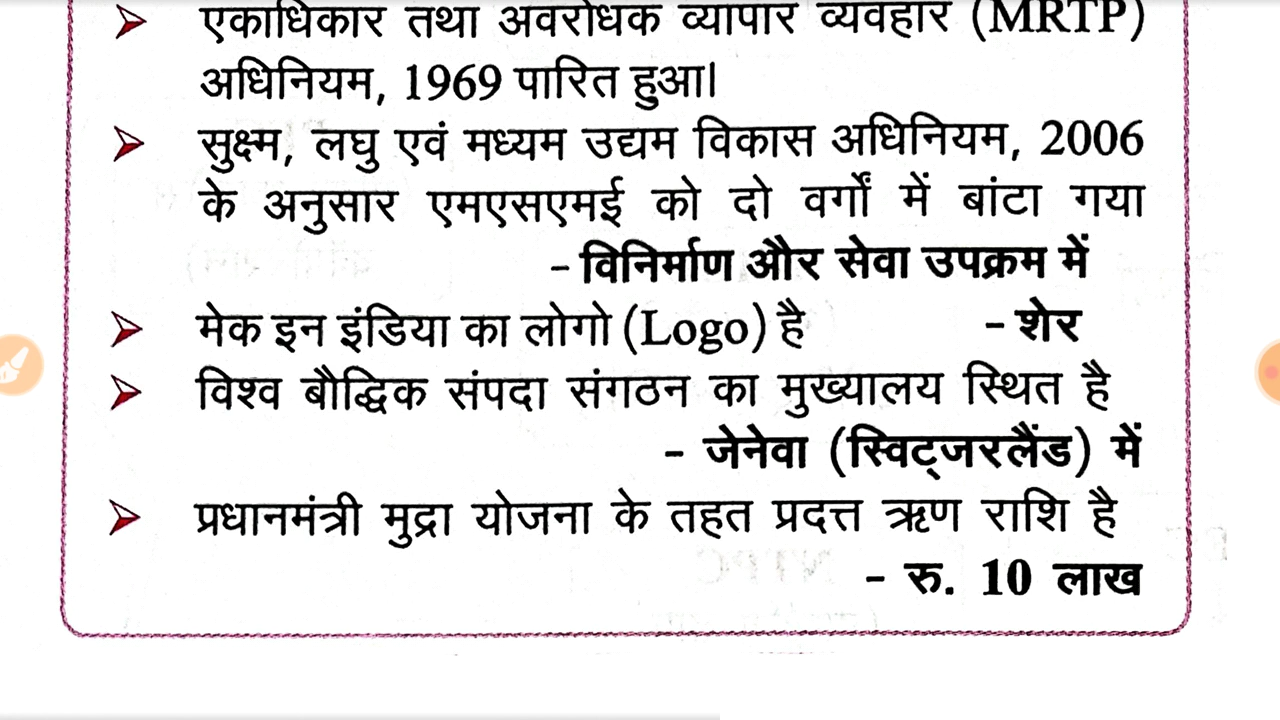 एकाधिकार तथा अवरोधक व्यापार व्यवहार (MRTP)
अधिनियम, 1969 पारित हुआ।
सुक्ष्म, लघु एवं मध्यम उद्यम विकास अधिनियम, 2006
के अनुसार एमएसएमई को दो वर्गों में बांटा गया
- विनिर्माण और सेवा उपक्रम में
मेक इन इंडिया का लोगो (Logo) है - शेर
विश्व बौद्धिक संपदा संगठन का मुख्यालय स्थित है
- जेनेवा (स्विट्जरलैंड) में
प्रधानमंत्री मुद्रा योजना के तहत प्रदत्त ऋण राशि है
- रु. 10 लाख